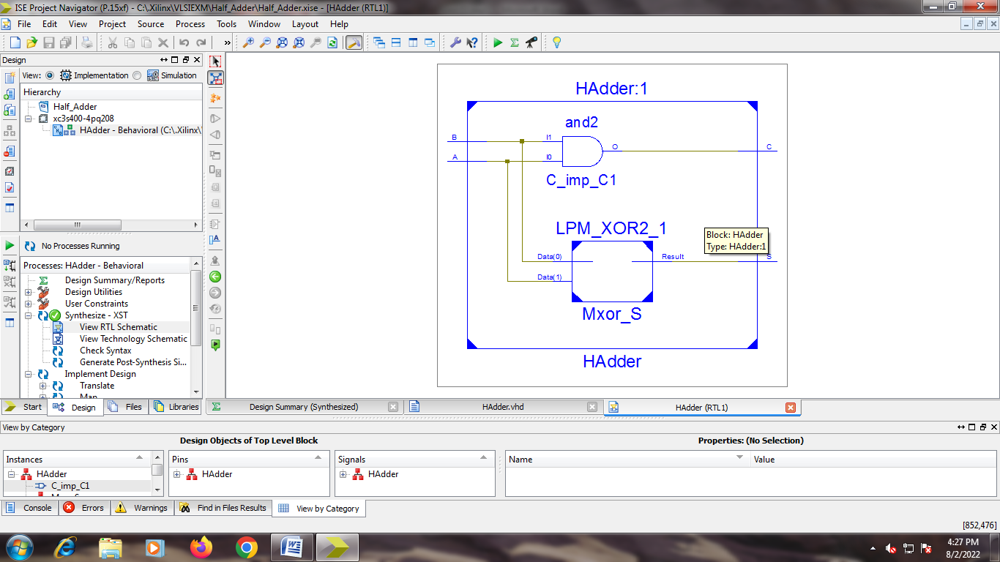 ISE Project Navigator (P.15xf) - C:\.Xilinx\VLSIEXM\Half_Adder\Half_Adder.xise - [HAdder (RTL1)]
File Edit View Project Source Process Tools Window Layout Help
»
Design
View: Implementation Simulation
Hierarchy
Half_Adder
xc3s400-4pq208
HAdder - Behavioral (C:\.Xilinx\
No Processes Running
Processes: HAdder - Behavioral
Design Summary/Reports
Design Utilities
User Constraints
Synthesize - XST
View RTL Schematic
View Technology Schematic
Check Syntax
Generate Post-Synthesis Si...
Implement Design
Translate
Map
Start Design Files Libraries
HAdder:1
and2
B I1
A I0
O C
C_imp_C1
LPM_XOR2_1
Data(0) Result S
Data(1)
Mxor_S
HAdder
Block: HAdder
Type: HAdder:1
Design Summary (Synthesized) HAdder.vhd HAdder (RTL1)
View by Category
Design Objects of Top Level Block Properties: (No Selection)
Instances Pins Signals Name Value
HAdder HAdder HAdder
C_imp_C1
Console Errors Warnings Find in Files Results View by Category
[852,476]
4:27 PM
8/2/2022